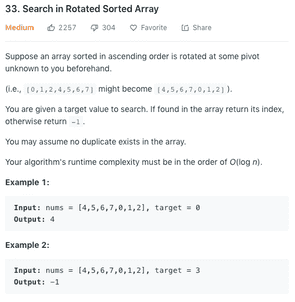 33. Search in Rotated Sorted Array
Medium 2257 304 Favorite Share
Suppose an array sorted in ascending order is rotated at some pivot
unknown to you beforehand.
(i.e., [0,1,2,4,5,6,7] might become [4,5,6,7,0,1,2] ).
You are given a target value to search. If found in the array return its index,
otherwise return -1 .
You may assume no duplicate exists in the array.
Your algorithm's runtime complexity must be in the order of O(log n).
Example 1:
Input: nums = [4,5,6,7,0,1,2], target = 0
Output: 4
Example 2:
Input: nums = [4,5,6,7,0,1,2], target = 3
Output: -1